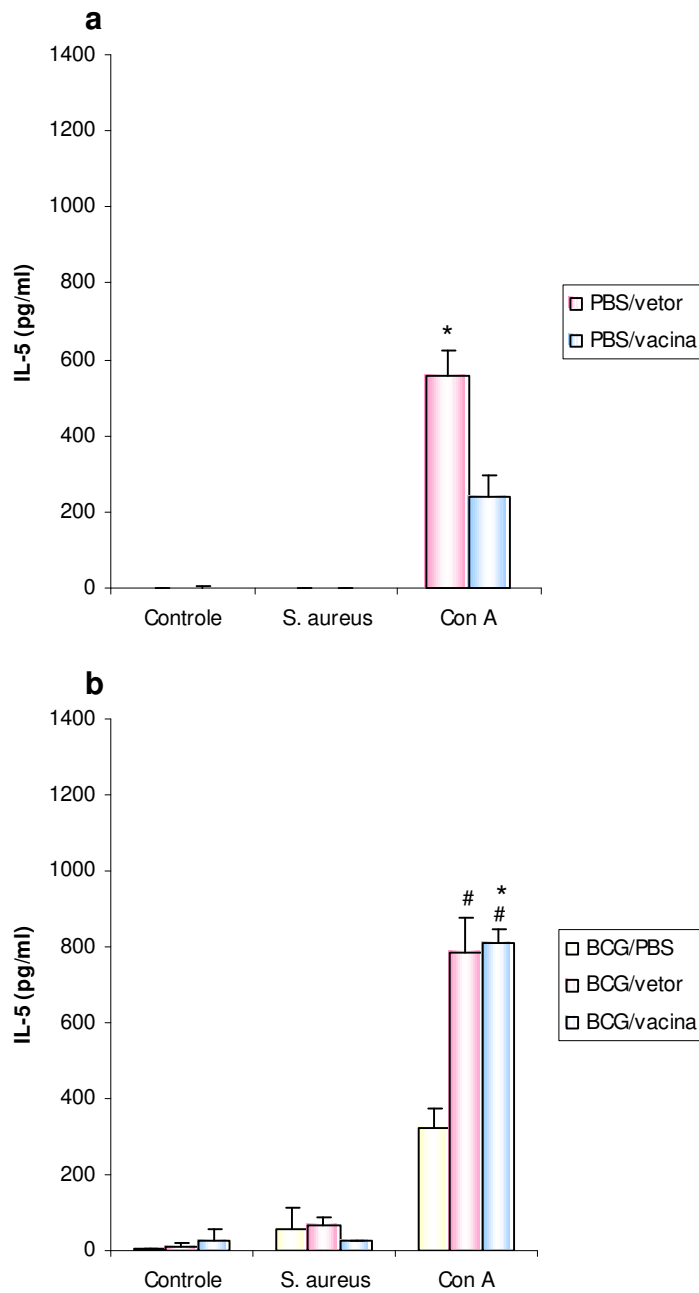 a
1400
1200
1000
800
600
400
200
0
IL-5 (pg/ml)
*
Controle S. aureus Con A
PBS/vetor
PBS/vacina
b
1400
1200
1000
800
600
400
200
0
IL-5 (pg/ml)
# *
#
Controle S. aureus Con A
BCG/PBS
BCG/vetor
BCG/vacina